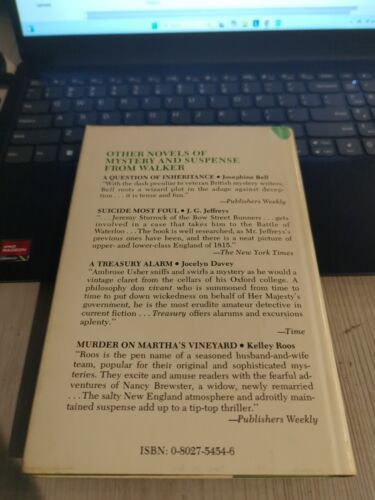 OTHER NOVELS OF
MYSTERY AND SUSPENSE
FROM WALKER
A QUESTION OF INHERITANCE • Josephine Bell
"With the dash peculiar to veteran British mystery writers,
Bell roots a wizard plot in the adage against decep-
tion . . . it is tense and fun."
—Publishers Weekly
SUICIDE MOST FOUL • J. G. Jeffreys
". . . Jeremy Sturrock of the Bow Street Runners . . . gets
involved in a case that takes him to the Battle of
Waterloo . . . The book is well researched, as Mr. Jeffreys's
previous ones have been, and there is a neat picture of
upper- and lower-class England of 1815."
—The New York Times
A TREASURY ALARM • Jocelyn Davey
"Ambrose Usher sniffs and swirls a mystery as he would a
vintage claret from the cellars of his Oxford college. A
philosophy don vivant who is summoned from time to
time to put down wickedness on behalf of Her Majesty's
government, he is the most erudite amateur detective in
current fiction . . . Treasury offers alarums and excursions
aplenty."
—Time
MURDER ON MARTHA'S VINEYARD • Kelley Roos
"Roos is the pen name of a seasoned husband-and-wife
team, popular for their original and sophisticated mys-
teries. They excite and amuse readers with the fearful ad-
ventures of Nancy Brewster, a widow, newly remarried
. . . The salty New England atmosphere and adroitly main-
tained suspense add up to a tip-top thriller."
—Publishers Weekly
ISBN: 0-8027-5454-6